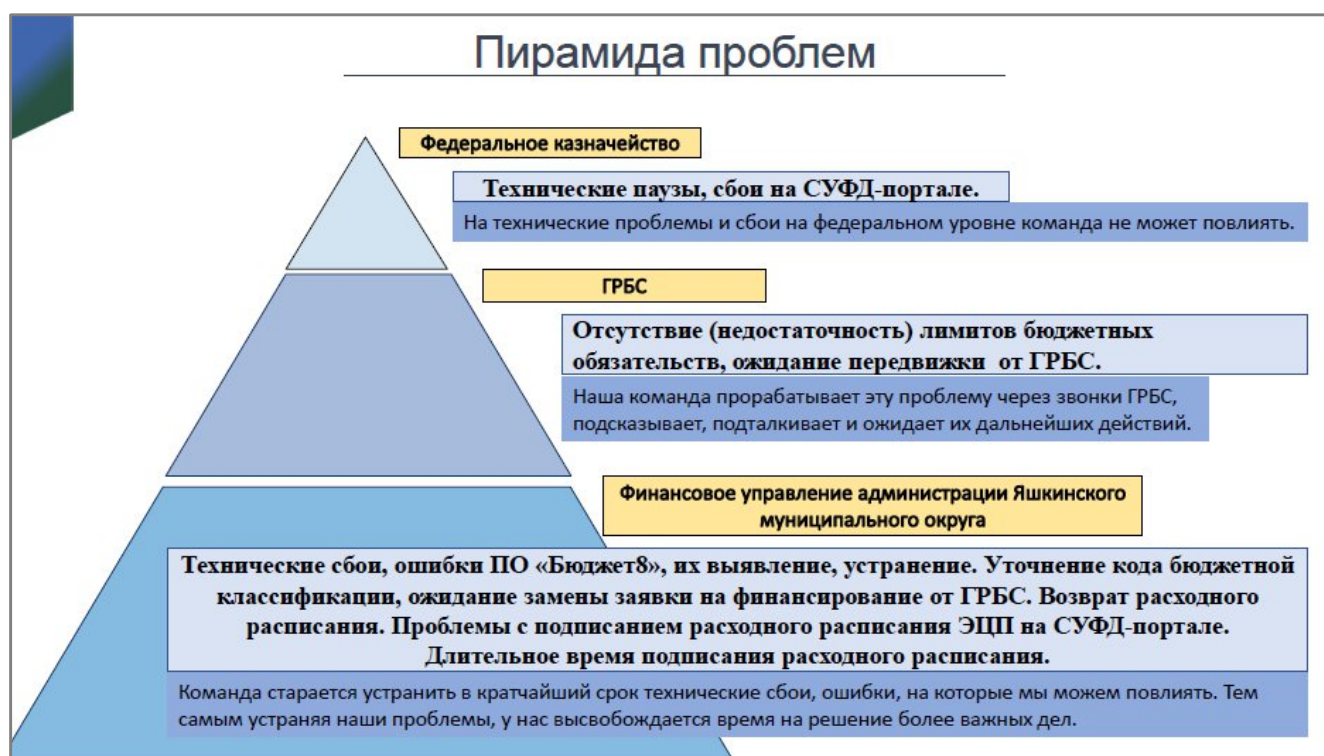 Пирамида проблем
Федеральное казначейство
Технические паузы, сбои на СУФД-портале.
На технические проблемы и сбои на федеральном уровне команда не может повлиять.
ГРБС
Отсутствие (недостаточность) лимитов бюджетных
обязательств, ожидание передвижки от ГРБС.
Наша команда прорабатывает эту проблему через звонки ГРБС,
подсказывает, подталкивает и ожидает их дальнейших действий.
Финансовое управление администрации Яшкинского
муниципального округа
Технические сбои, ошибки ПО «Бюджет8», их выявление, устранение. Уточнение кода бюджетной
классификации, ожидание замены заявки на финансирование от ГРБС. Возврат расходного
расписания. Проблемы с подписанием расходного расписания ЭЦП на СУФД-портале.
Длительное время подписания расходного расписания.
Команда старается устранить в кратчайший срок технические сбои, ошибки, на которые мы можем повлиять. Тем
самым устраняя наши проблемы, у нас высвобождается время на решение более важных дел.